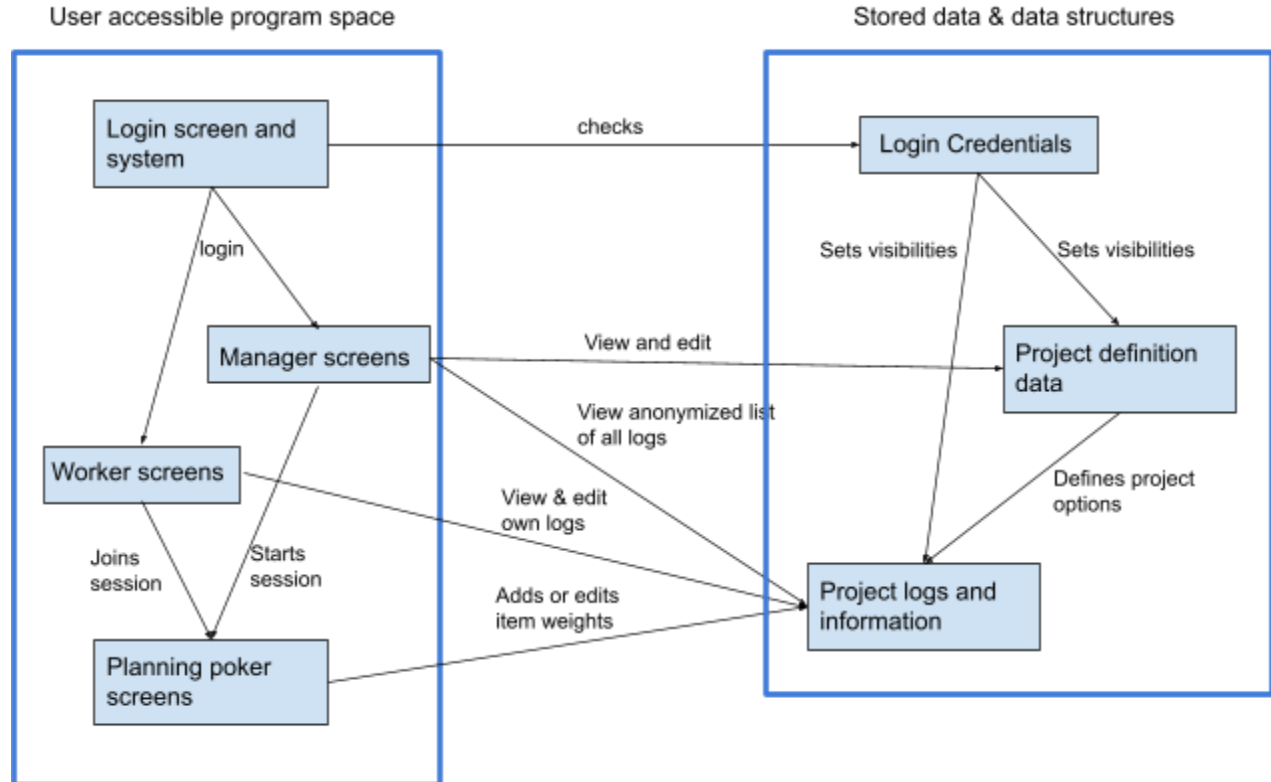 User accessible program space
Stored data & data structures
Login screen and
system
checks
Login Credentials
login
Sets visibilities
Sets visibilities
Manager screens
View and edit
Project definition
data
View anonymized list
of all logs
Worker screens
View & edit
own logs
Defines project
options
Joins
session
Starts
session
Adds or edits
item weights
Project logs and
information
Planning poker
screens